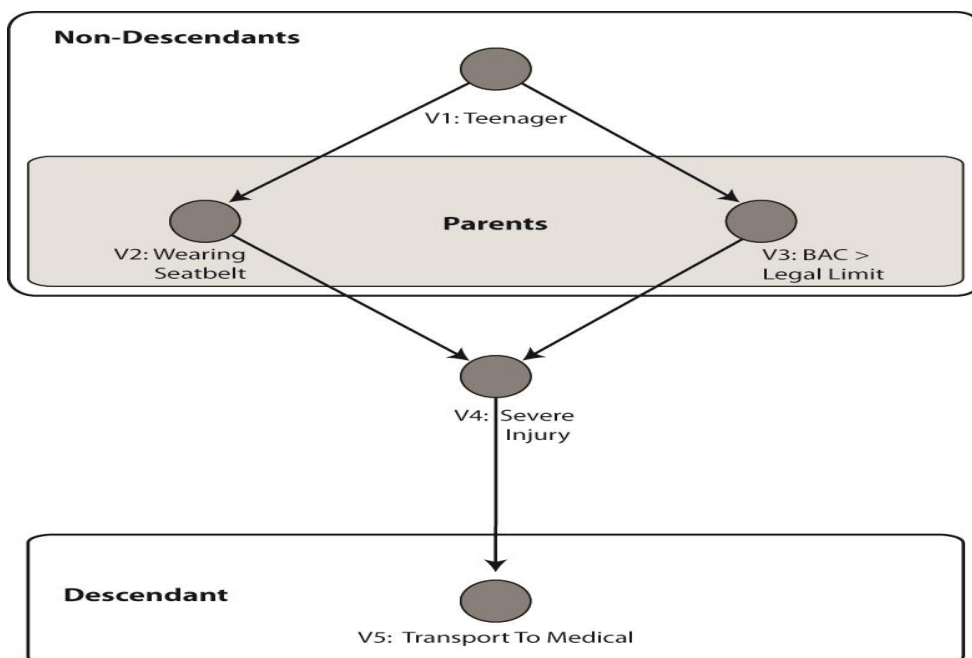 Non-Descendants
V1: Teenager
Parents
V2: Wearing
Seatbelt
V3: BAC >
Legal Limit
V4: Severe
Injury
Descendant
V5: Transport To Medical